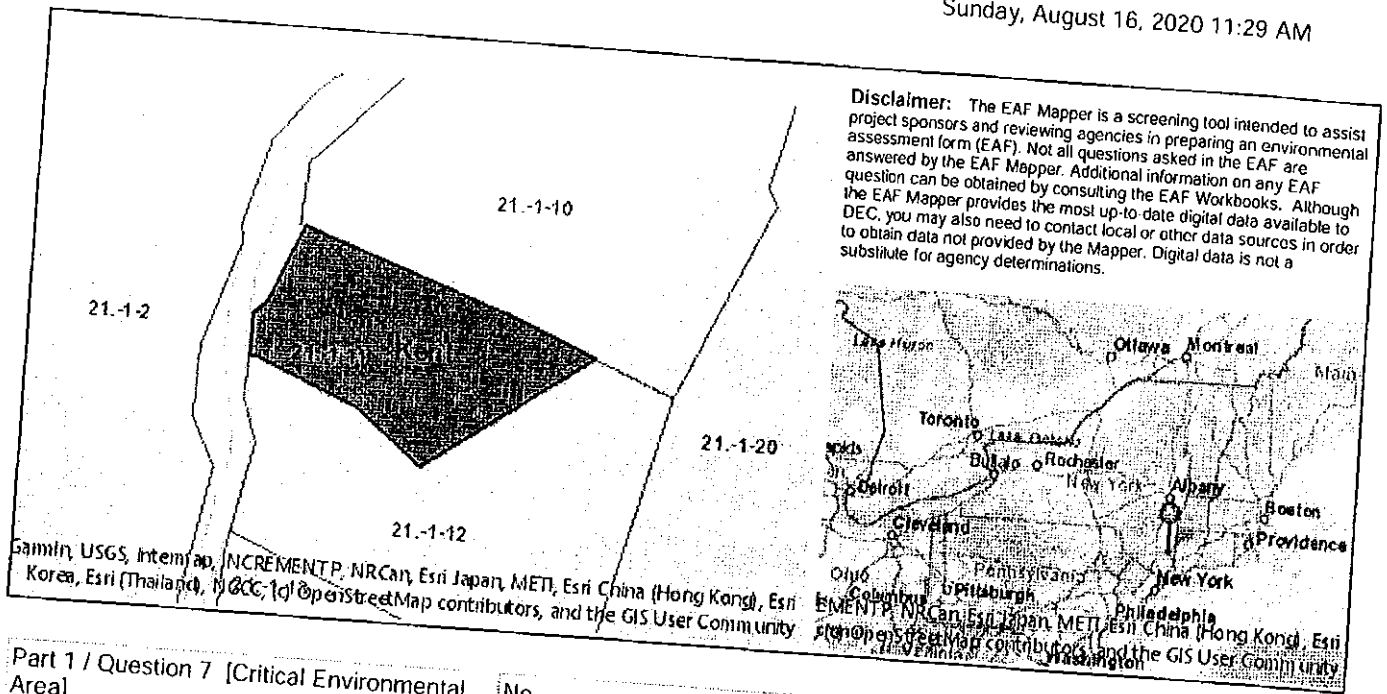 Sunday, August 16, 2020 11:29 AM
Disclaimer: The EAF Mapper is a screening tool intended to assist
project sponsors and reviewing agencies in preparing an environmental
assessment form (EAF). Not all questions asked in the EAF are
answered by the EAF Mapper. Additional information on any EAF
question can be obtained by consulting the EAF Workbooks. Although
the EAF Mapper provides the most up-to-date digital data available to
DEC, you may also need to contact local or other data sources in order
to obtain data not provided by the Mapper. Digital data is not a
substitute for agency determinations.
21.-1-10
21.-1-2
21.-1-11
21.-1-20
21.-1-12
Garmin, USGS, Intermap, INCREMENT P, NRCan, Esri Japan, METI, Esri China (Hong Kong), Esri
Korea, Esri (Thailand), NGCC, (c) OpenStreetMap contributors, and the GIS User Community
Lake Huron
Ottawa
Montreal
Toronto
Lake Ontario
Buffalo
Rochester
New York
Albany
Detroit
Boston
Cleveland
Providence
Ohio
Pennsylvania
New York
Columbus
Pittsburgh
Philadelphia
EMENT P, NRCan, Esri Japan, METI, Esri China (Hong Kong), Esri
OpenStreetMap contributors, and the GIS User Community
Washington
Part 1 / Question 7 [Critical Environmental
Area]
No